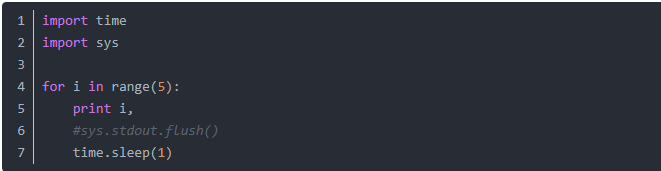 1 import time
2 import sys
3
4 for i in range(5):
5     print i,
6     #sys.stdout.flush()
7     time.sleep(1)